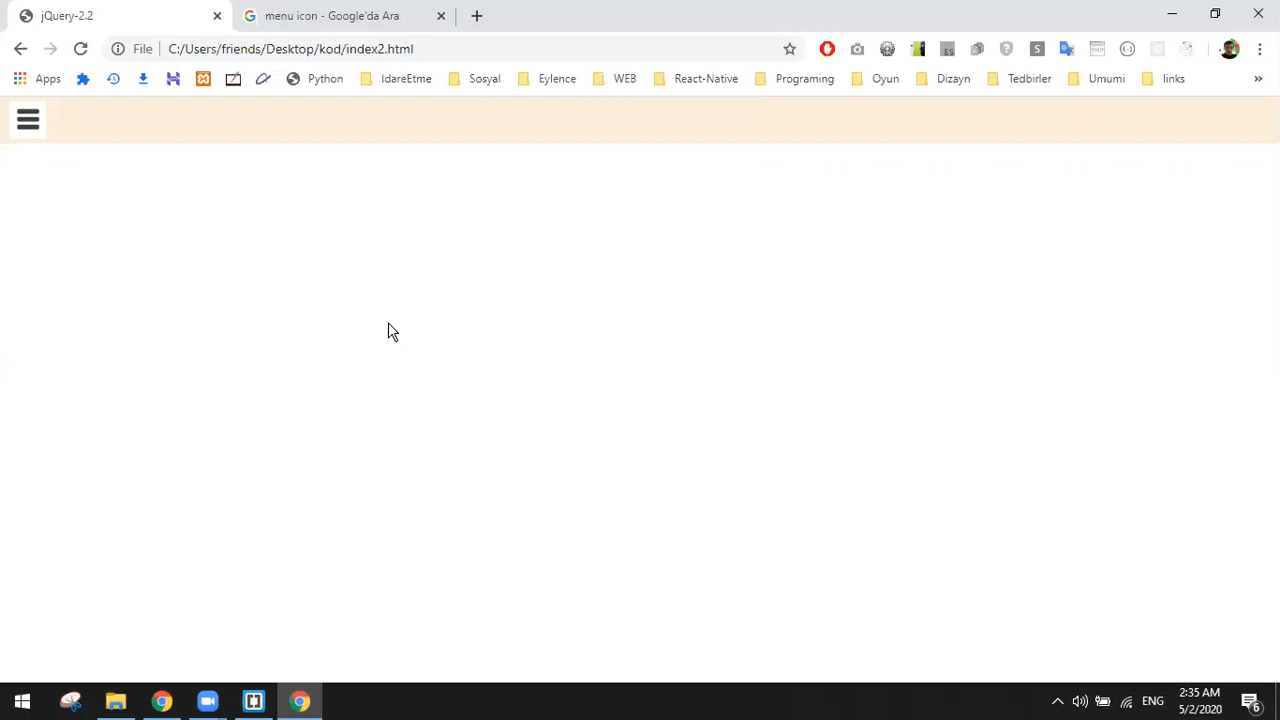 jQuery-2.2
menu icon - Google'da Ara
File C:/Users/friends/Desktop/kod/index2.html
Apps
Python
IdareEtme
Sosyal
Eylence
WEB
React-Native
Programing
Oyun
Dizayn
Tedbirler
Umumi
links
»
ENG
2:35 AM
5/2/2020
6